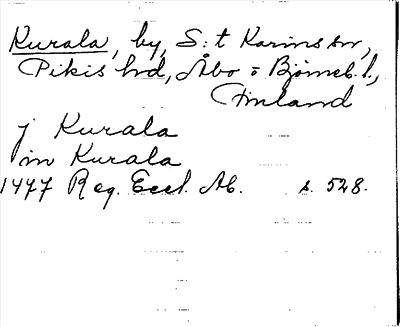 Kurala, by, S:t Karins sn,
Pikis hd, Åbo o Björneb. l.,
Finland
j Kurala
in Kurala
1477 Reg. Eccl. Ab. s. 528.